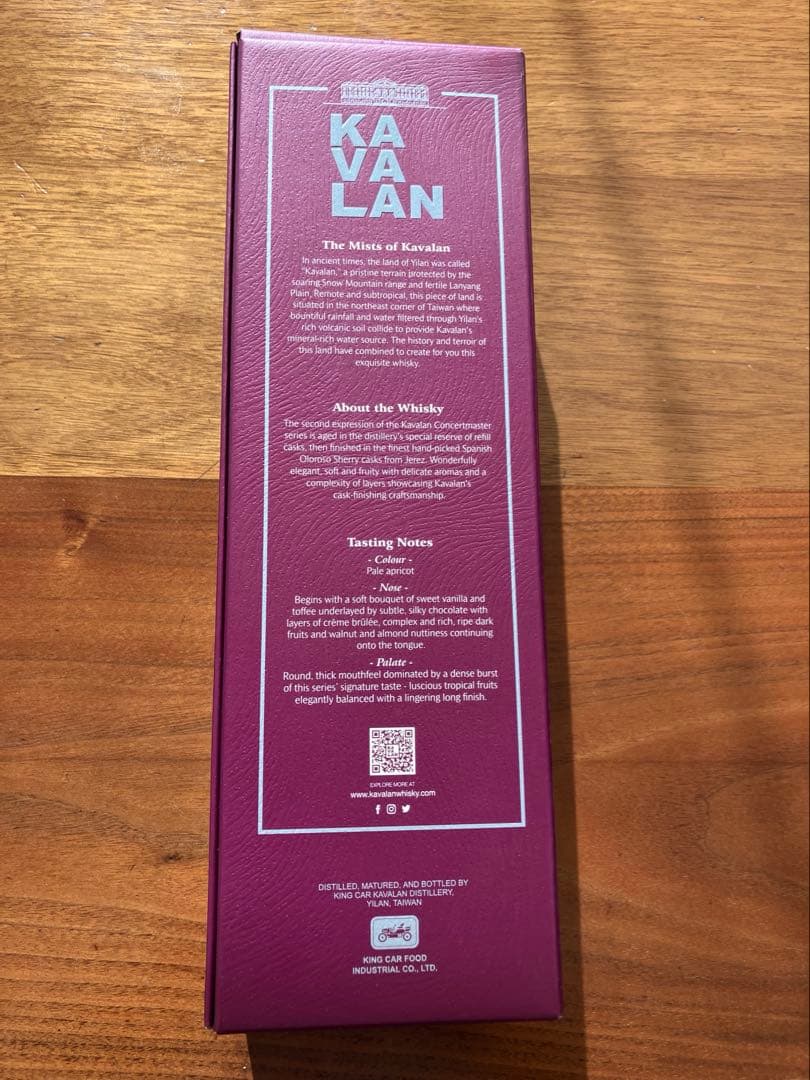 KA
VA
LAN
The Mists of Kavalan
In ancient times, the land of Yilan was called
"Kavalan," a pristine terrain protected by the
soaring Snow Mountain range and fertile Lanyang
Plain. Remote and subtropical, this piece of land is
situated in the northeast corner of Taiwan where
bountiful rainfall and water filtered through Yilan's
rich volcanic soil collide to provide Kavalan's
mineral-rich water source. The history and terroir of
this land have combined to create for you this
exquisite whisky.
About the Whisky
The second expression of the Kavalan Concertmaster
series is aged in the distillery's special reserve of refill
casks, then finished in the finest hand-picked Spanish
Oloroso Sherry casks from Jerez. Wonderfully
elegant, soft and fruity with delicate aromas and a
complexity of layers showcasing Kavalan's
cask-finishing craftsmanship.
Tasting Notes
- Colour -
Pale apricot
- Nose -
Begins with a soft bouquet of sweet vanilla and
toffee underlayed by subtle, silky chocolate with
layers of crème brûlée, complex and rich, ripe dark
fruits and walnut and almond nuttiness continuing
onto the tongue.
- Palate -
Round, thick mouthfeel dominated by a dense burst
of this series' signature taste - luscious tropical fruits
elegantly balanced with a lingering long finish.
EXPLORE MORE AT
www.kavalanwhisky.com
DISTILLED, MATURED, AND BOTTLED BY
KING CAR KAVALAN DISTILLERY,
YILAN, TAIWAN
KING CAR FOOD
INDUSTRIAL CO., LTD.